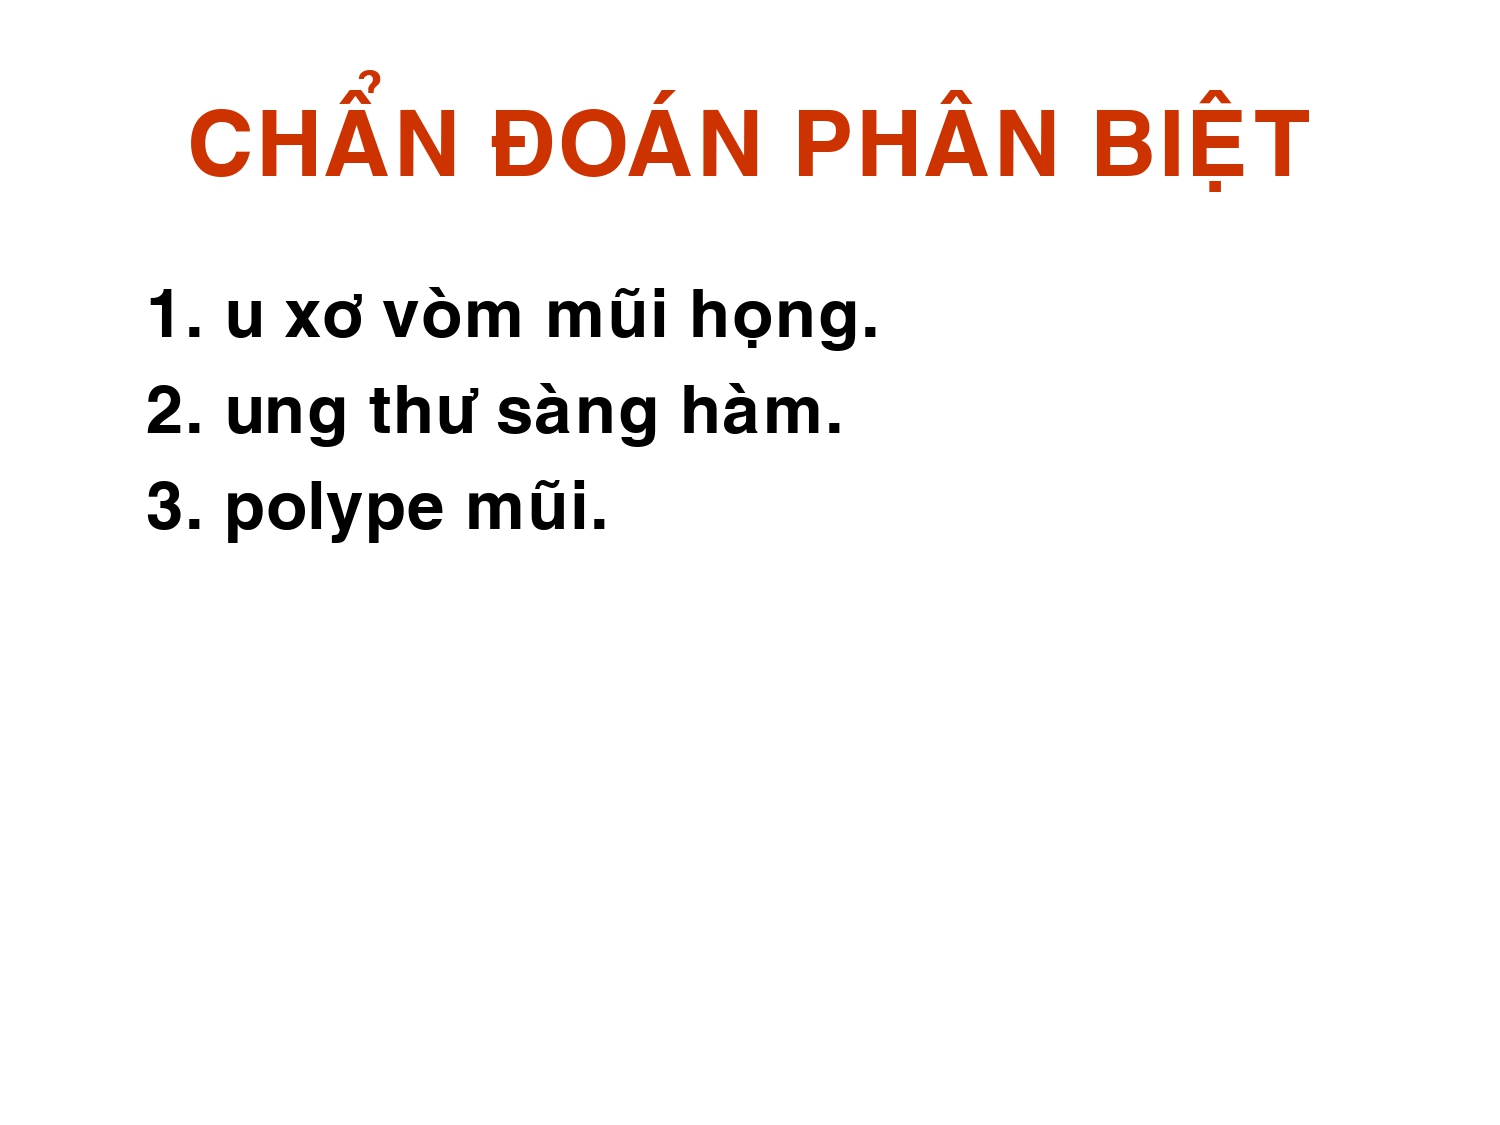 CHẨN ĐOÁN PHÂN BIỆT
1. u xơ vòm mũi họng.
2. ung thư sàng hàm.
3. polype mũi.